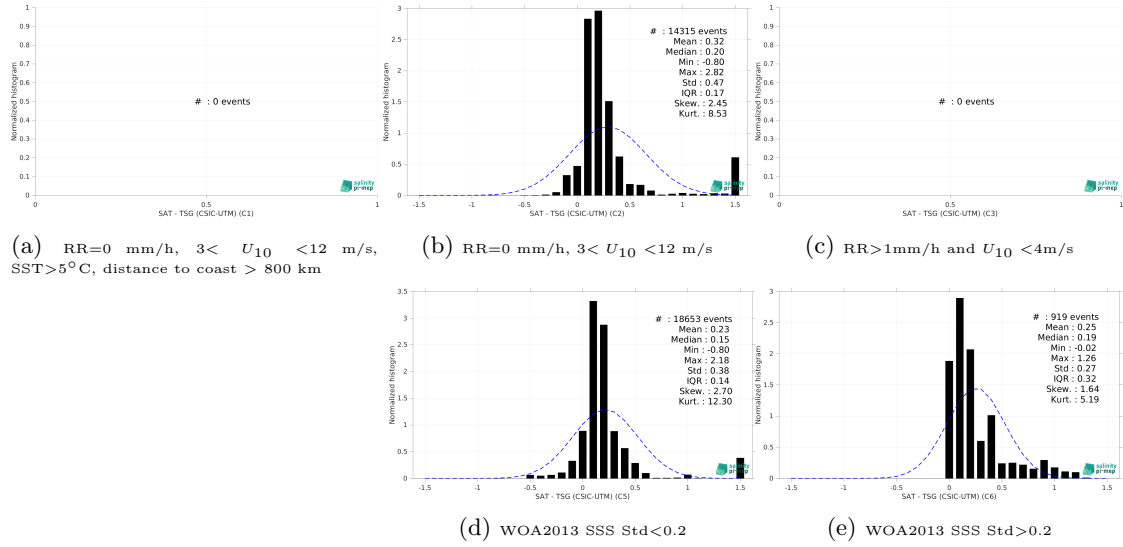 1
0.9
0.8
0.7
0.6
0.5
0.4
0.3
0.2
0.1
0
Normalized histogram
# : 0 events
salinity
pi-mep
0 0.5 1
SAT - TSG (CSIC-UTM) (C1)
(a) RR=0 mm/h, 3< U10 <12 m/s,
SST>5°C, distance to coast > 800 km
3
2.5
2
1.5
1
0.5
0
Normalized histogram
# : 14315 events
Mean : 0.32
Median : 0.20
Min : -0.80
Max : 2.82
Std : 0.47
IQR : 0.17
Skew. : 2.45
Kurt. : 8.53
salinity
pi-mep
-1.5 -1 -0.5 0 0.5 1 1.5
SAT - TSG (CSIC-UTM) (C2)
(b) RR=0 mm/h, 3< U10 <12 m/s
1
0.9
0.8
0.7
0.6
0.5
0.4
0.3
0.2
0.1
0
Normalized histogram
# : 0 events
salinity
pi-mep
0 0.5 1
SAT - TSG (CSIC-UTM) (C3)
(c) RR>1mm/h and U10 <4m/s
3.5
3
2.5
2
1.5
1
0.5
0
Normalized histogram
# : 18653 events
Mean : 0.23
Median : 0.15
Min : -0.80
Max : 2.18
Std : 0.38
IQR : 0.14
Skew. : 2.70
Kurt. : 12.30
salinity
pi-mep
-1.5 -1 -0.5 0 0.5 1 1.5
SAT - TSG (CSIC-UTM) (C5)
(d) WOA2013 SSS Std<0.2
3
2.5
2
1.5
1
0.5
0
Normalized histogram
# : 919 events
Mean : 0.25
Median : 0.19
Min : -0.02
Max : 1.26
Std : 0.27
IQR : 0.32
Skew. : 1.64
Kurt. : 5.19
salinity
pi-mep
-1.5 -1 -0.5 0 0.5 1 1.5
SAT - TSG (CSIC-UTM) (C6)
(e) WOA2013 SSS Std>0.2